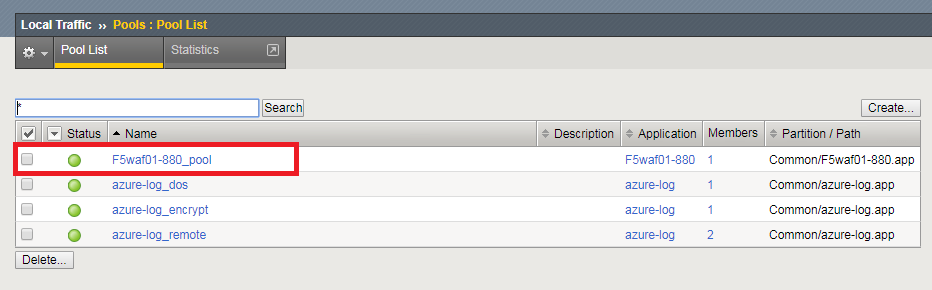 Local Traffic ›› Pools : Pool List
Pool List Statistics
* Search Create...
Status Name Description Application Members Partition / Path
F5waf01-880_pool F5waf01-880 1 Common/F5waf01-880.app
azure-log_dos azure-log 1 Common/azure-log.app
azure-log_encrypt azure-log 1 Common/azure-log.app
azure-log_remote azure-log 2 Common/azure-log.app
Delete...